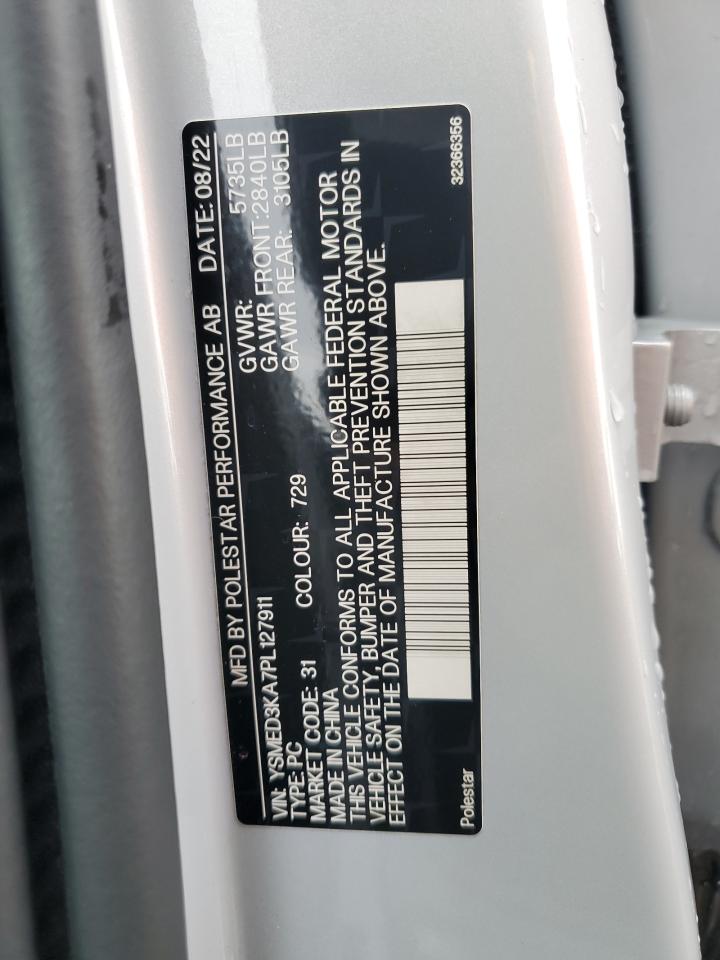 MFD BY POLESTAR PERFORMANCE AB DATE: 08/22
VIN: YSMED3KA7PL127911 GVWR: 5735LB
TYPE: PC GAWR FRONT:2840LB
MARKET CODE: 31 COLOUR: 729 GAWR REAR: 3105LB
MADE IN CHINA
THIS VEHICLE CONFORMS TO ALL APPLICABLE FEDERAL MOTOR
VEHICLE SAFETY, BUMPER AND THEFT PREVENTION STANDARDS IN
EFFECT ON THE DATE OF MANUFACTURE SHOWN ABOVE.
Polestar 32366356